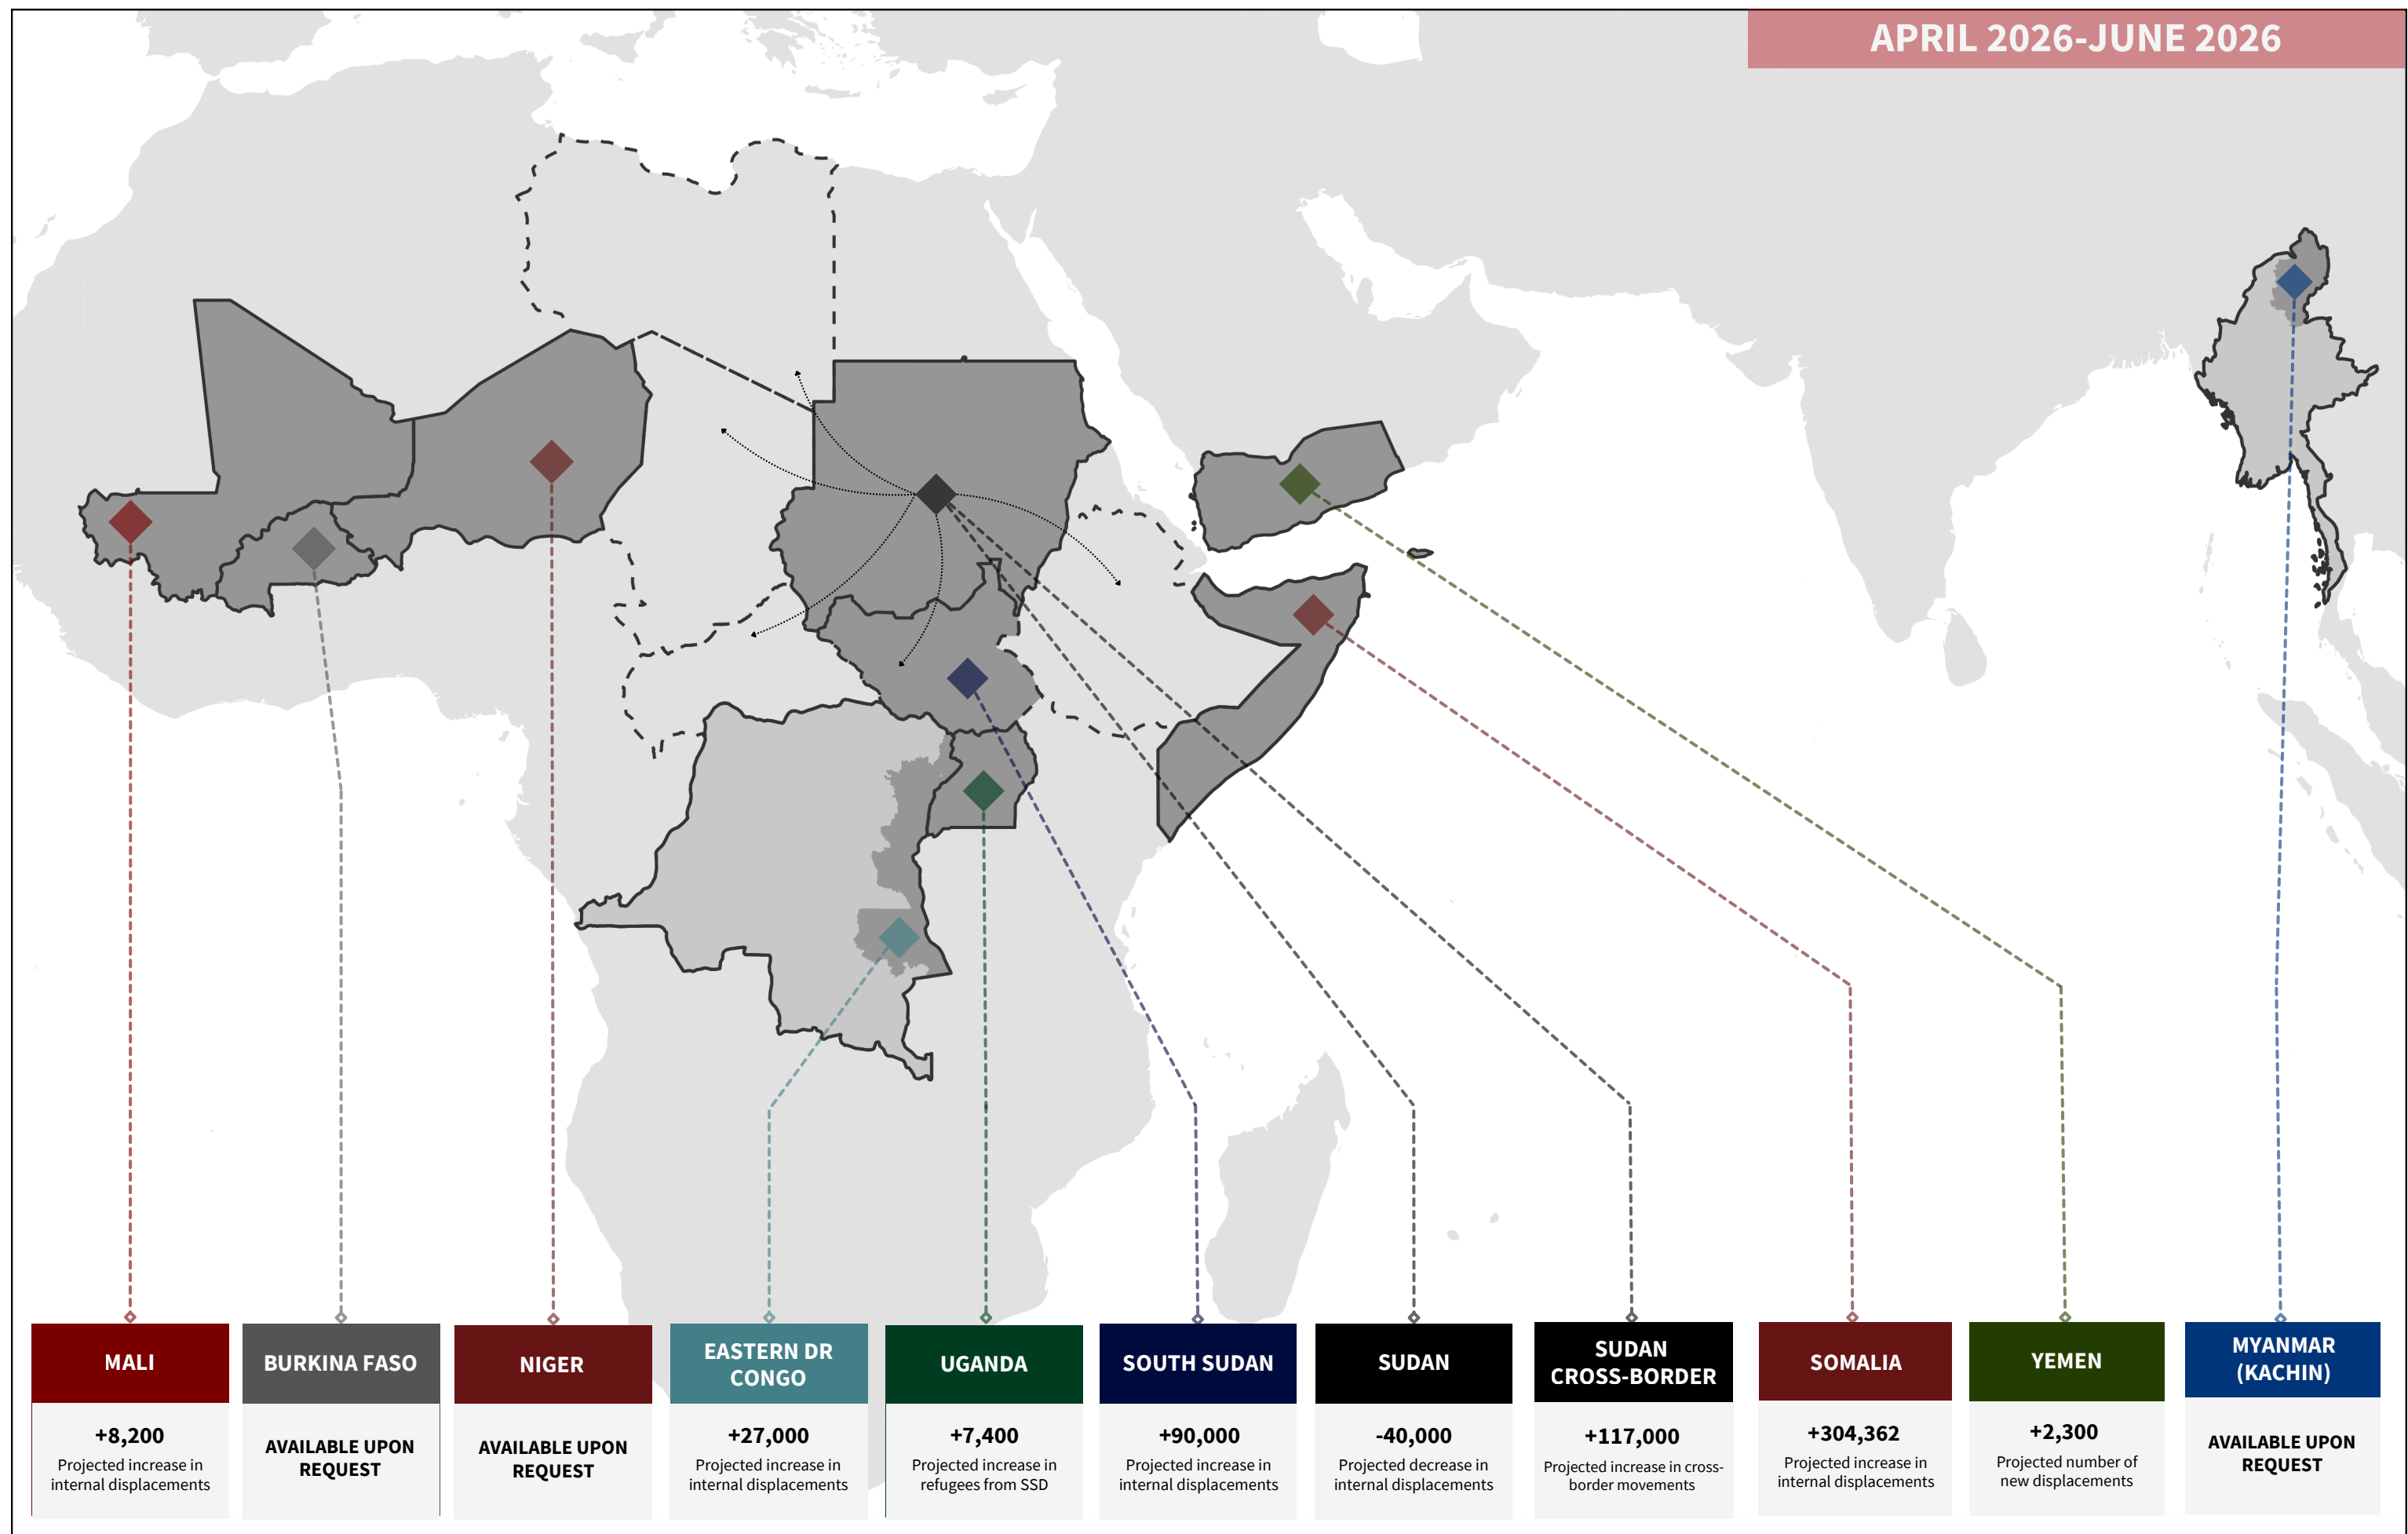 APRIL 2026-JUNE 2026
MALI
+8,200
Projected increase in
internal displacements
BURKINA FASO
AVAILABLE UPON
REQUEST
NIGER
AVAILABLE UPON
REQUEST
EASTERN DR
CONGO
+27,000
Projected increase in
internal displacements
UGANDA
+7,400
Projected increase in
refugees from SSD
SOUTH SUDAN
+90,000
Projected increase in
internal displacements
SUDAN
-40,000
Projected decrease in
internal displacements
SUDAN
CROSS-BORDER
+117,000
Projected increase in cross-
border movements
SOMALIA
+304,362
Projected increase in
internal displacements
YEMEN
+2,300
Projected number of
new displacements
MYANMAR
(KACHIN)
AVAILABLE UPON
REQUEST